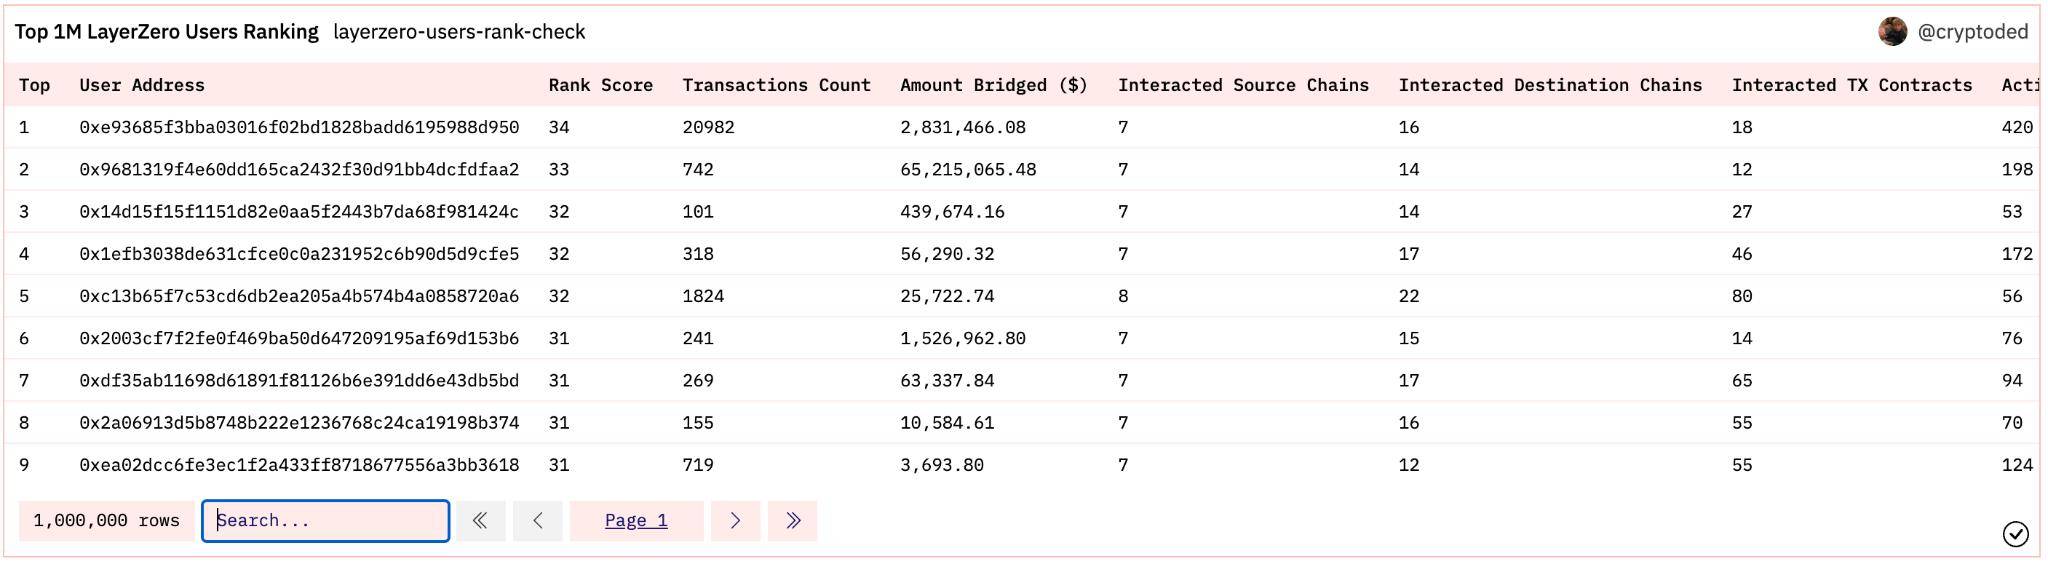 Top 1M LayerZero Users Ranking layerzero-users-rank-check @cryptoded
Top User Address Rank Score Transactions Count Amount Bridged ($) Interacted Source Chains Interacted Destination Chains Interacted TX Contracts Acti
1 0xe93685f3bba03016f02bd1828badd6195988d950 34 20982 2,831,466.08 7 16 18 420
2 0x9681319f4e60dd165ca2432f30d91bb4dcfdfaa2 33 742 65,215,065.48 7 14 12 198
3 0x14d15f15f1151d82e0aa5f2443b7da68f981424c 32 101 439,674.16 7 14 27 53
4 0x1efb3038de631cfce0c0a231952c6b90d5d9cfe5 32 318 56,290.32 7 17 46 172
5 0xc13b65f7c53cd6db2ea205a4b574b4a0858720a6 32 1824 25,722.74 8 22 80 56
6 0x2003cf7f2fe0f469ba50d647209195af69d153b6 31 241 1,526,962.80 7 15 14 76
7 0xdf35ab11698d61891f81126b6e391dd6e43db5bd 31 269 63,337.84 7 17 65 94
8 0x2a06913d5b8748b222e1236768c24ca19198b374 31 155 10,584.61 7 16 55 70
9 0xea02dcc6fe3ec1f2a433ff8718677556a3bb3618 31 719 3,693.80 7 12 55 124
1,000,000 rows Search... Page 1